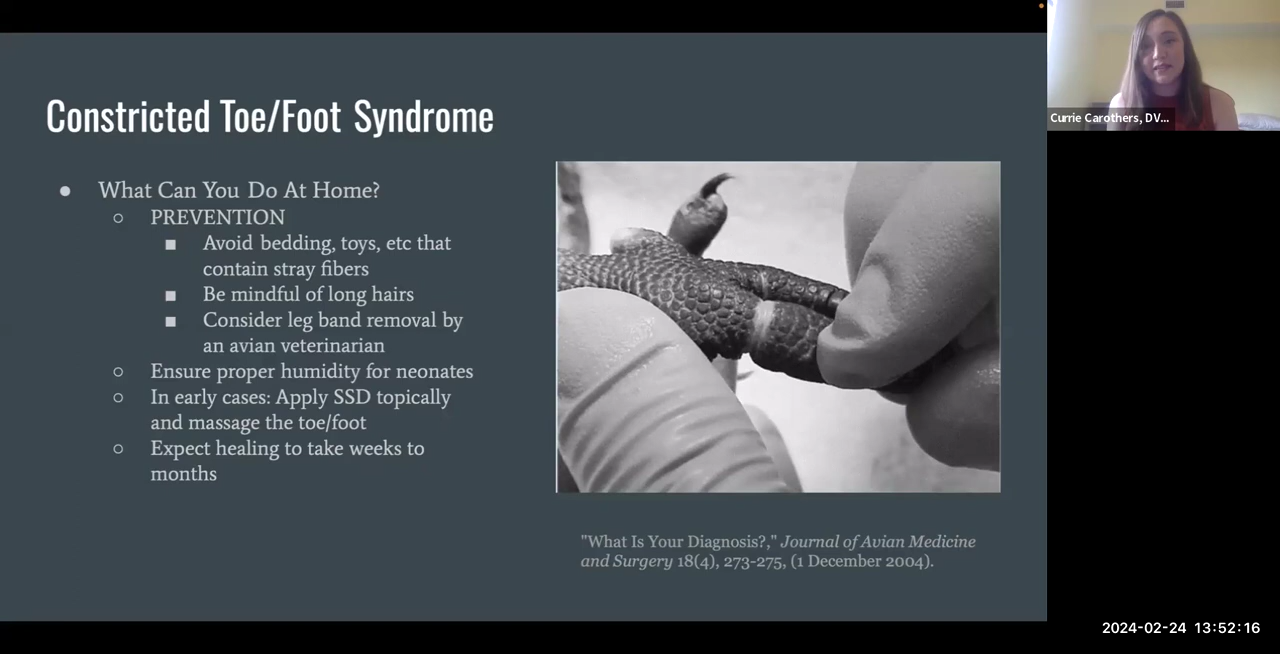 Constricted Toe/Foot Syndrome
● What Can You Do At Home?
○ PREVENTION
■ Avoid bedding, toys, etc that
contain stray fibers
■ Be mindful of long hairs
■ Consider leg band removal by
an avian veterinarian
○ Ensure proper humidity for neonates
○ In early cases: Apply SSD topically
and massage the toe/foot
○ Expect healing to take weeks to
months
"What Is Your Diagnosis?," Journal of Avian Medicine
and Surgery 18(4), 273-275, (1 December 2004).
Currie Carothers, DV...
2024-02-24 13:52:16